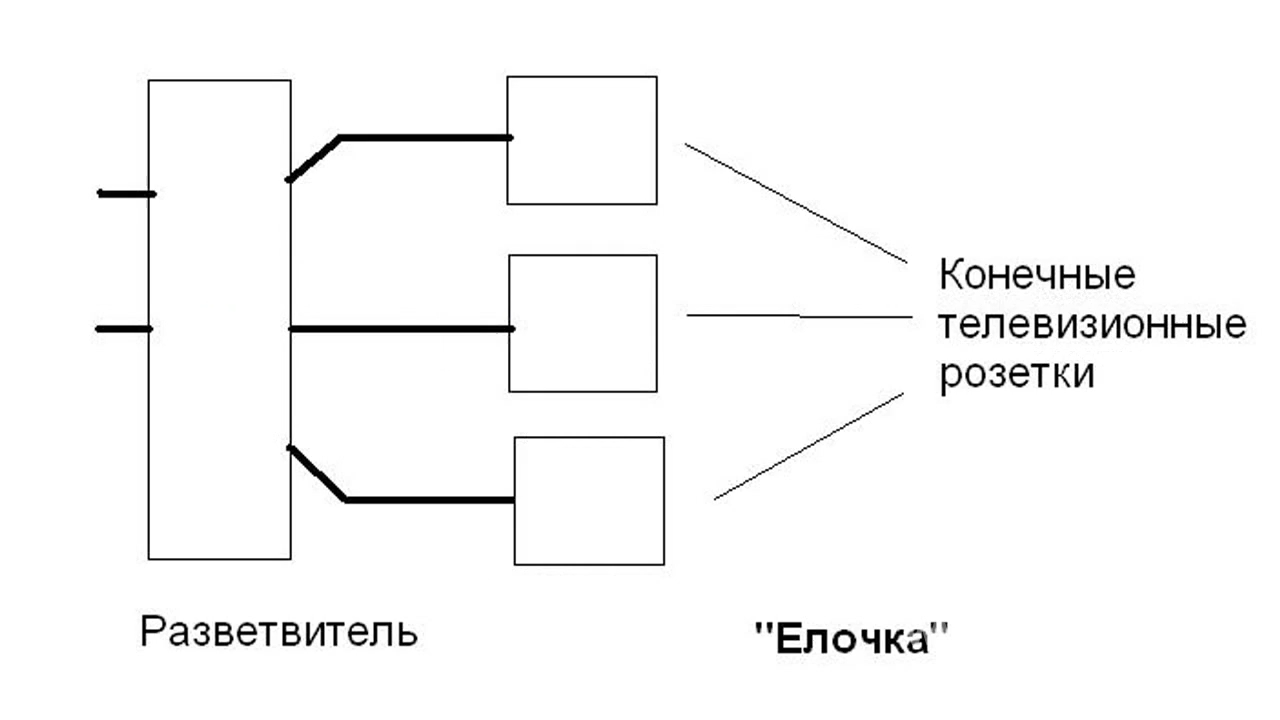 Конечные
телевизионные
розетки
Разветвитель
"Елочка"